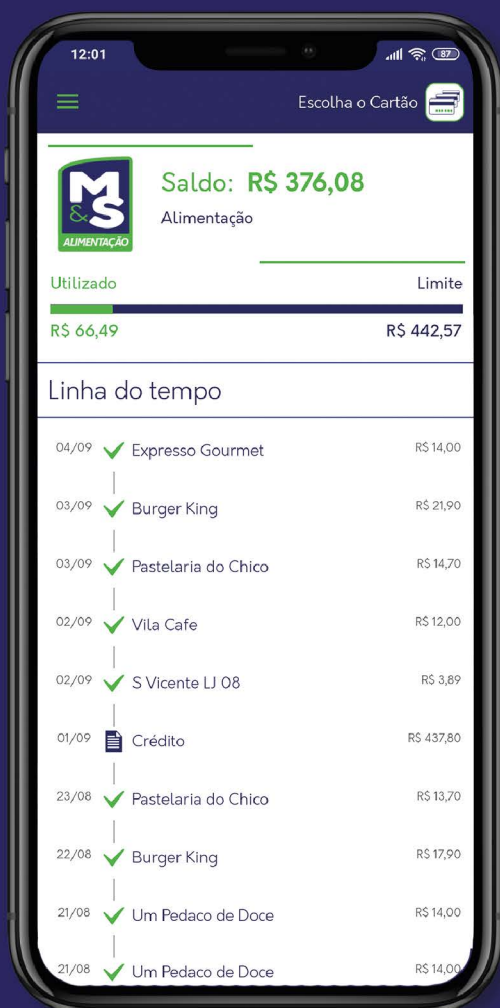 12:01
87
Escolha o Cartão
M
&S
ALIMENTAÇÃO
Saldo: R$ 376,08
Alimentação
Utilizado Limite
R$ 66,49 R$ 442,57
Linha do tempo
04/09 Expresso Gourmet R$ 14,00
03/09 Burger King R$ 21,90
03/09 Pastelaria do Chico R$ 14,70
02/09 Vila Cafe R$ 12,00
02/09 S Vicente LJ 08 R$ 3,89
01/09 Crédito R$ 437,80
23/08 Pastelaria do Chico R$ 13,70
22/08 Burger King R$ 17,90
21/08 Um Pedaco de Doce R$ 14,00
21/08 Um Pedaco de Doce R$ 14,00